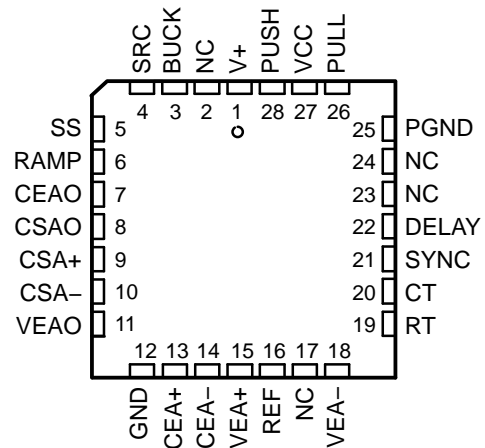 SRC BUCK NC V+ PUSH VCC PULL
4 3 2 1 28 27 26
SS 5 25 PGND
RAMP 6 24 NC
CEAO 7 23 NC
CSAO 8 22 DELAY
CSA+ 9 21 SYNC
CSA– 10 20 CT
VEAO 11 19 RT
12 13 14 15 16 17 18
GND CEA+ CEA– VEA+ REF NC VEA–